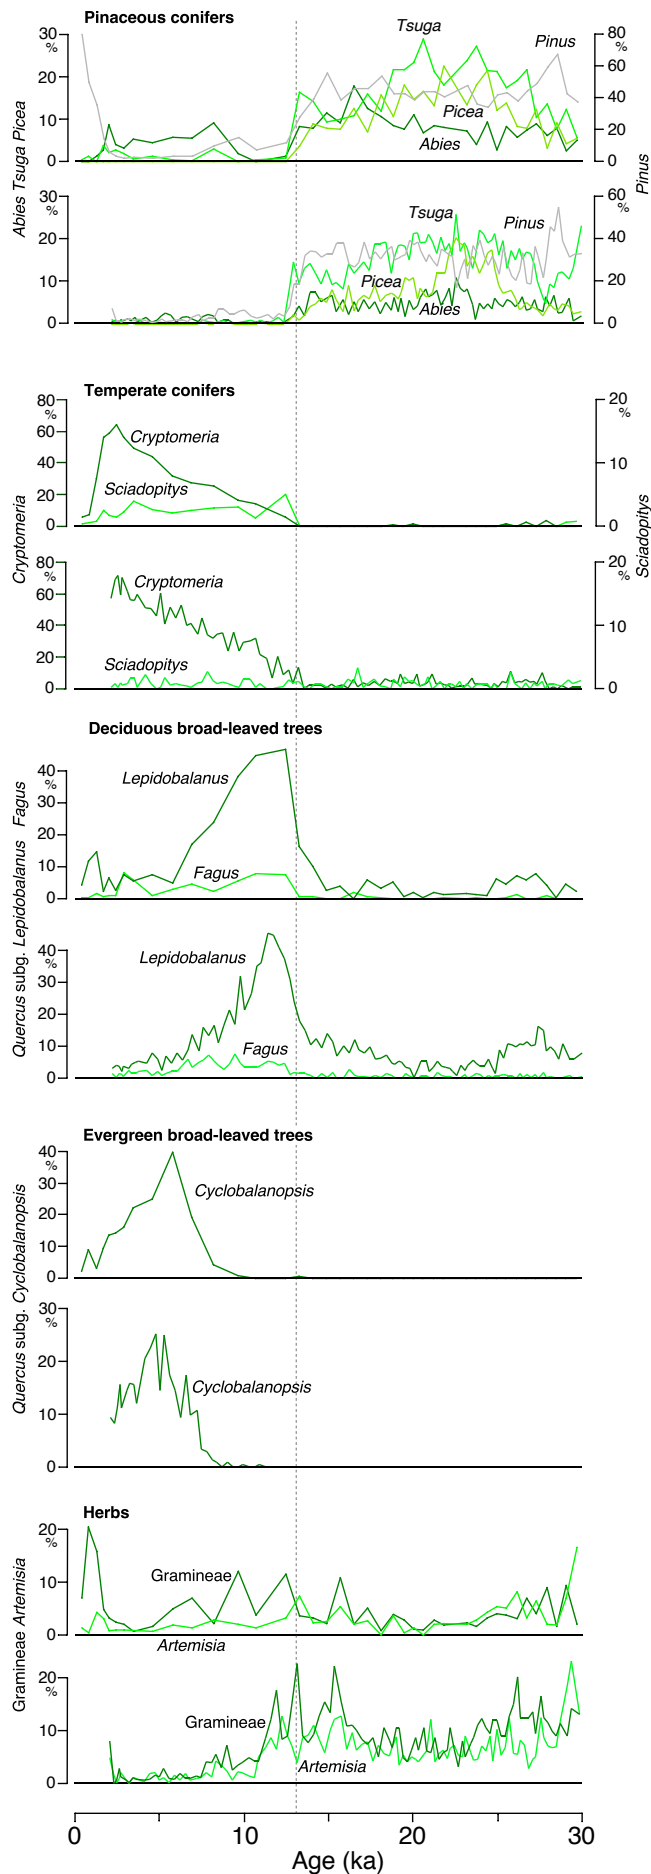 Pinaceous conifers
30
%
20
10
0
Abies Tsuga Picea
Tsuga
Pinus
Picea
Abies
80
%
60
40
20
0
Pinus
30
%
20
10
0
Tsuga
Pinus
Picea
Abies
60
%
40
20
0
Temperate conifers
80
%
60
40
20
0
Cryptomeria
Cryptomeria
Sciadopitys
20
%
10
0
Sciadopitys
80
%
60
40
20
0
Cryptomeria
Sciadopitys
20
%
10
0
Deciduous broad-leaved trees
40
%
30
20
10
0
Quercus subg. Lepidobalanus Fagus
Lepidobalanus
Fagus
40
%
30
20
10
0
Lepidobalanus
Fagus
Evergreen broad-leaved trees
40
%
30
20
10
0
Quercus subg. Cyclobalanopsis
Cyclobalanopsis
30
%
20
10
0
Cyclobalanopsis
Herbs
20
%
10
0
Gramineae Artemisia
Gramineae
Artemisia
20
%
10
0
Gramineae
Artemisia
0
10
20
30
Age (ka)